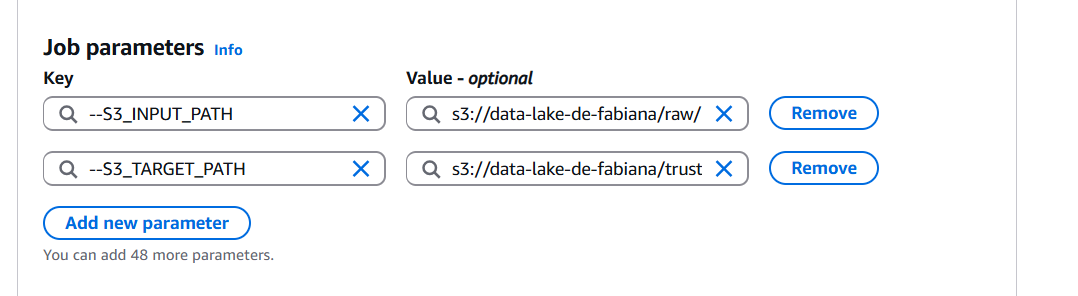 Job parameters Info
Key Value - optional
--S3_INPUT_PATH s3://data-lake-de-fabiana/raw/ Remove
--S3_TARGET_PATH s3://data-lake-de-fabiana/trust Remove
Add new parameter
You can add 48 more parameters.